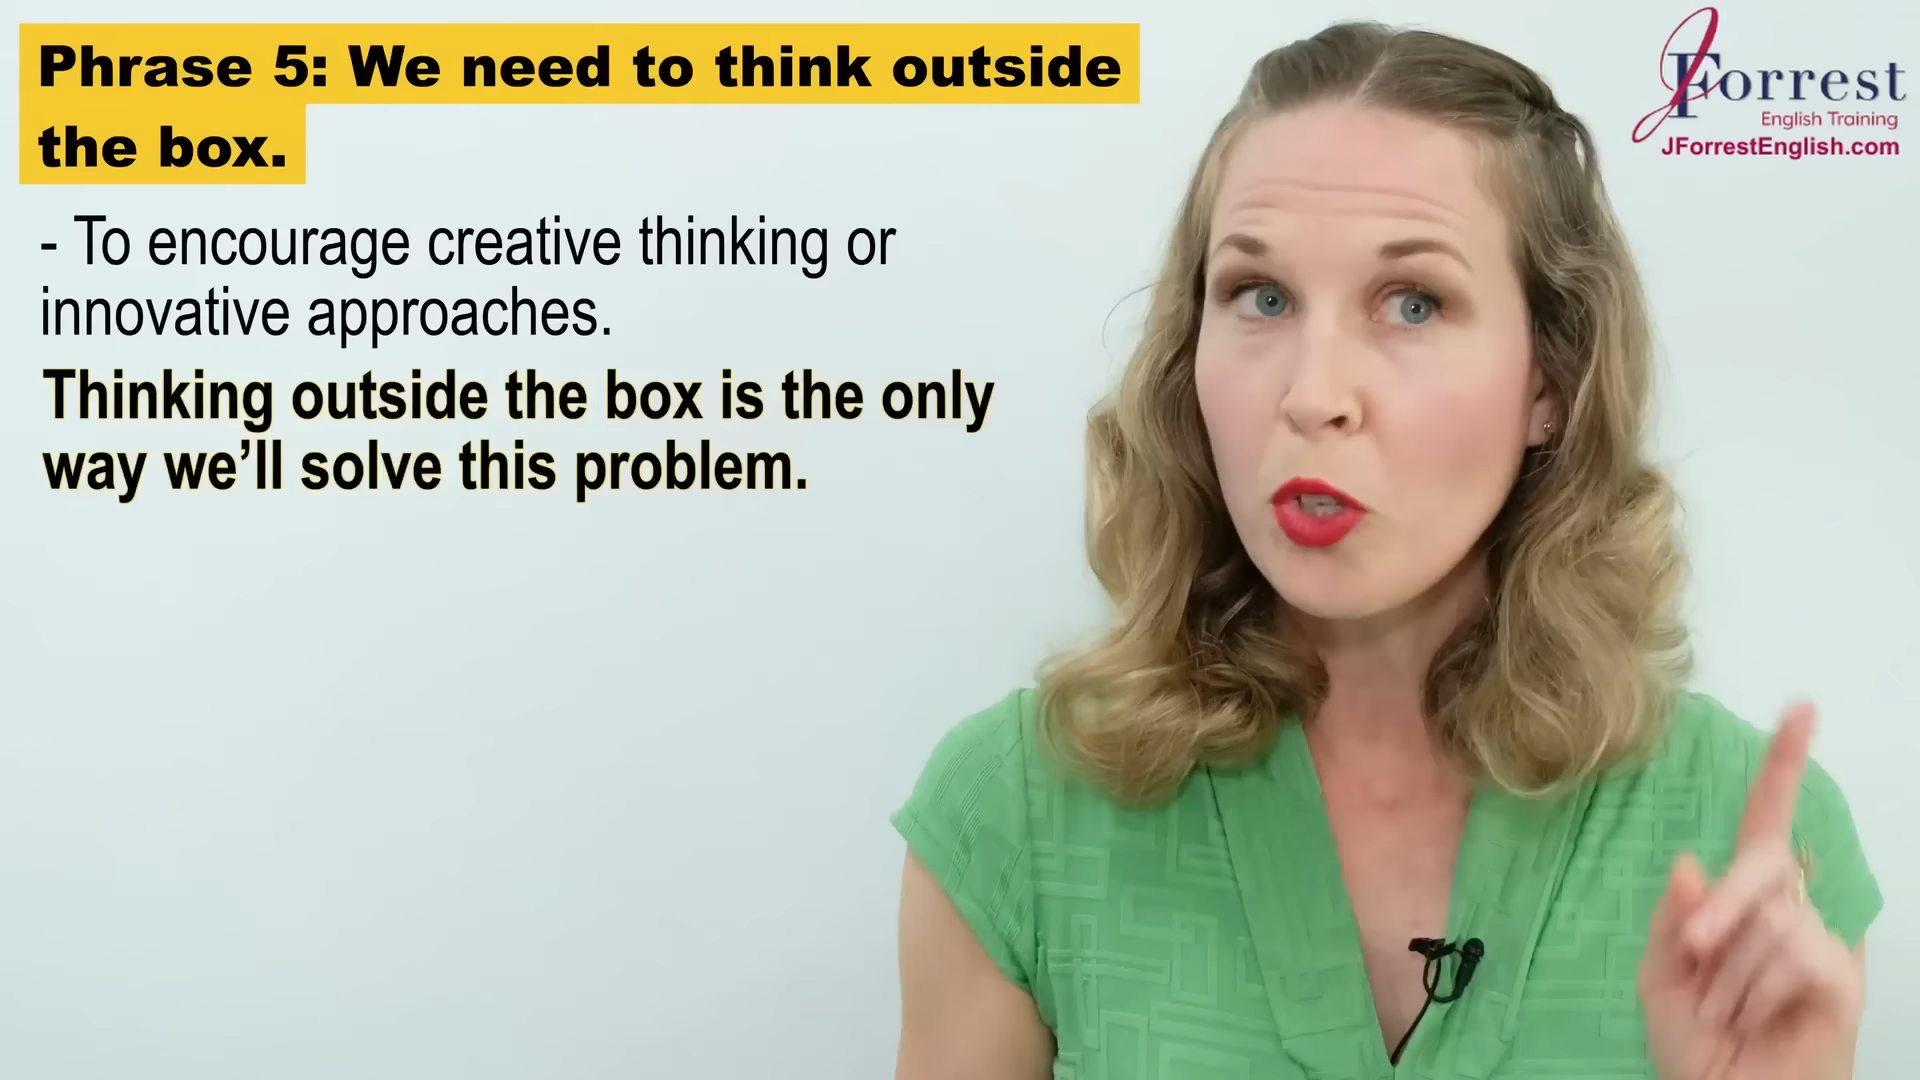 Phrase 5: We need to think outside
the box.
- To encourage creative thinking or
innovative approaches.
Thinking outside the box is the only
way we’ll solve this problem.
JForrest
English Training
JForrestEnglish.com